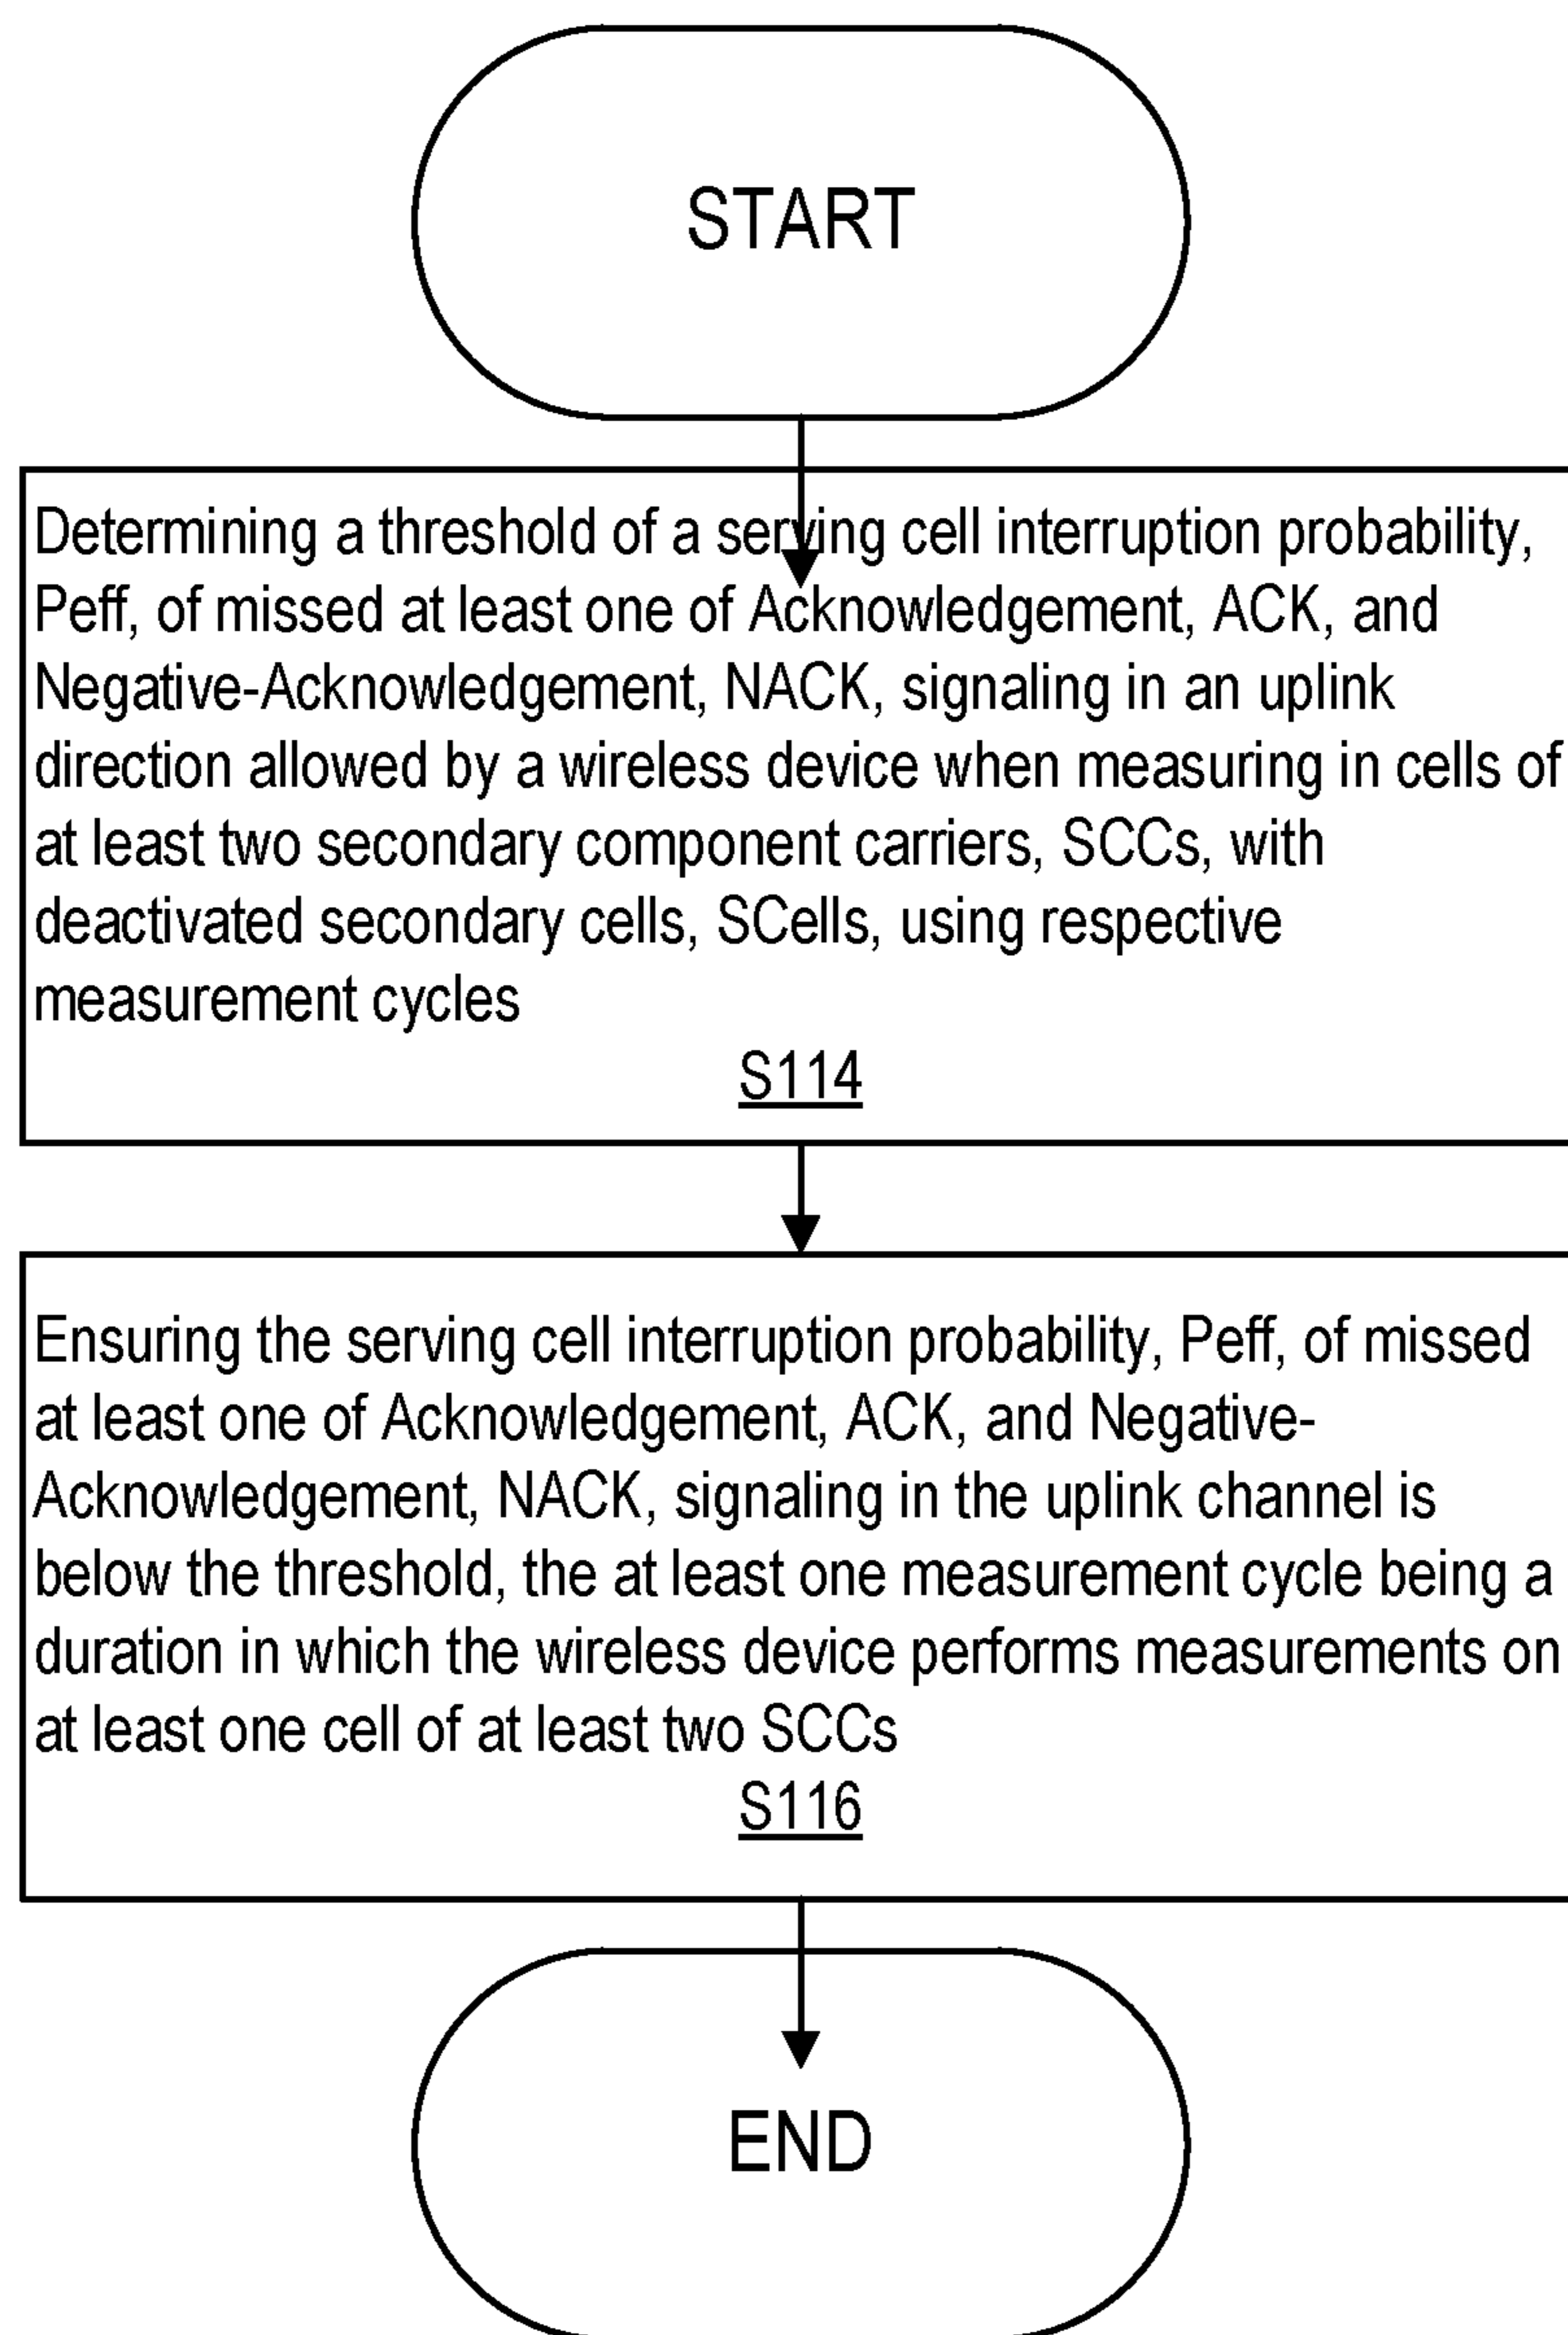 START
Determining a threshold of a serving cell interruption probability,
Peff, of missed at least one of Acknowledgement, ACK, and
Negative-Acknowledgement, NACK, signaling in an uplink
direction allowed by a wireless device when measuring in cells of
at least two secondary component carriers, SCCs, with
deactivated secondary cells, SCells, using respective
measurement cycles
S114
Ensuring the serving cell interruption probability, Peff, of missed
at least one of Acknowledgement, ACK, and Negative-
Acknowledgement, NACK, signaling in the uplink channel is
below the threshold, the at least one measurement cycle being a
duration in which the wireless device performs measurements on
at least one cell of at least two SCCs
S116
END